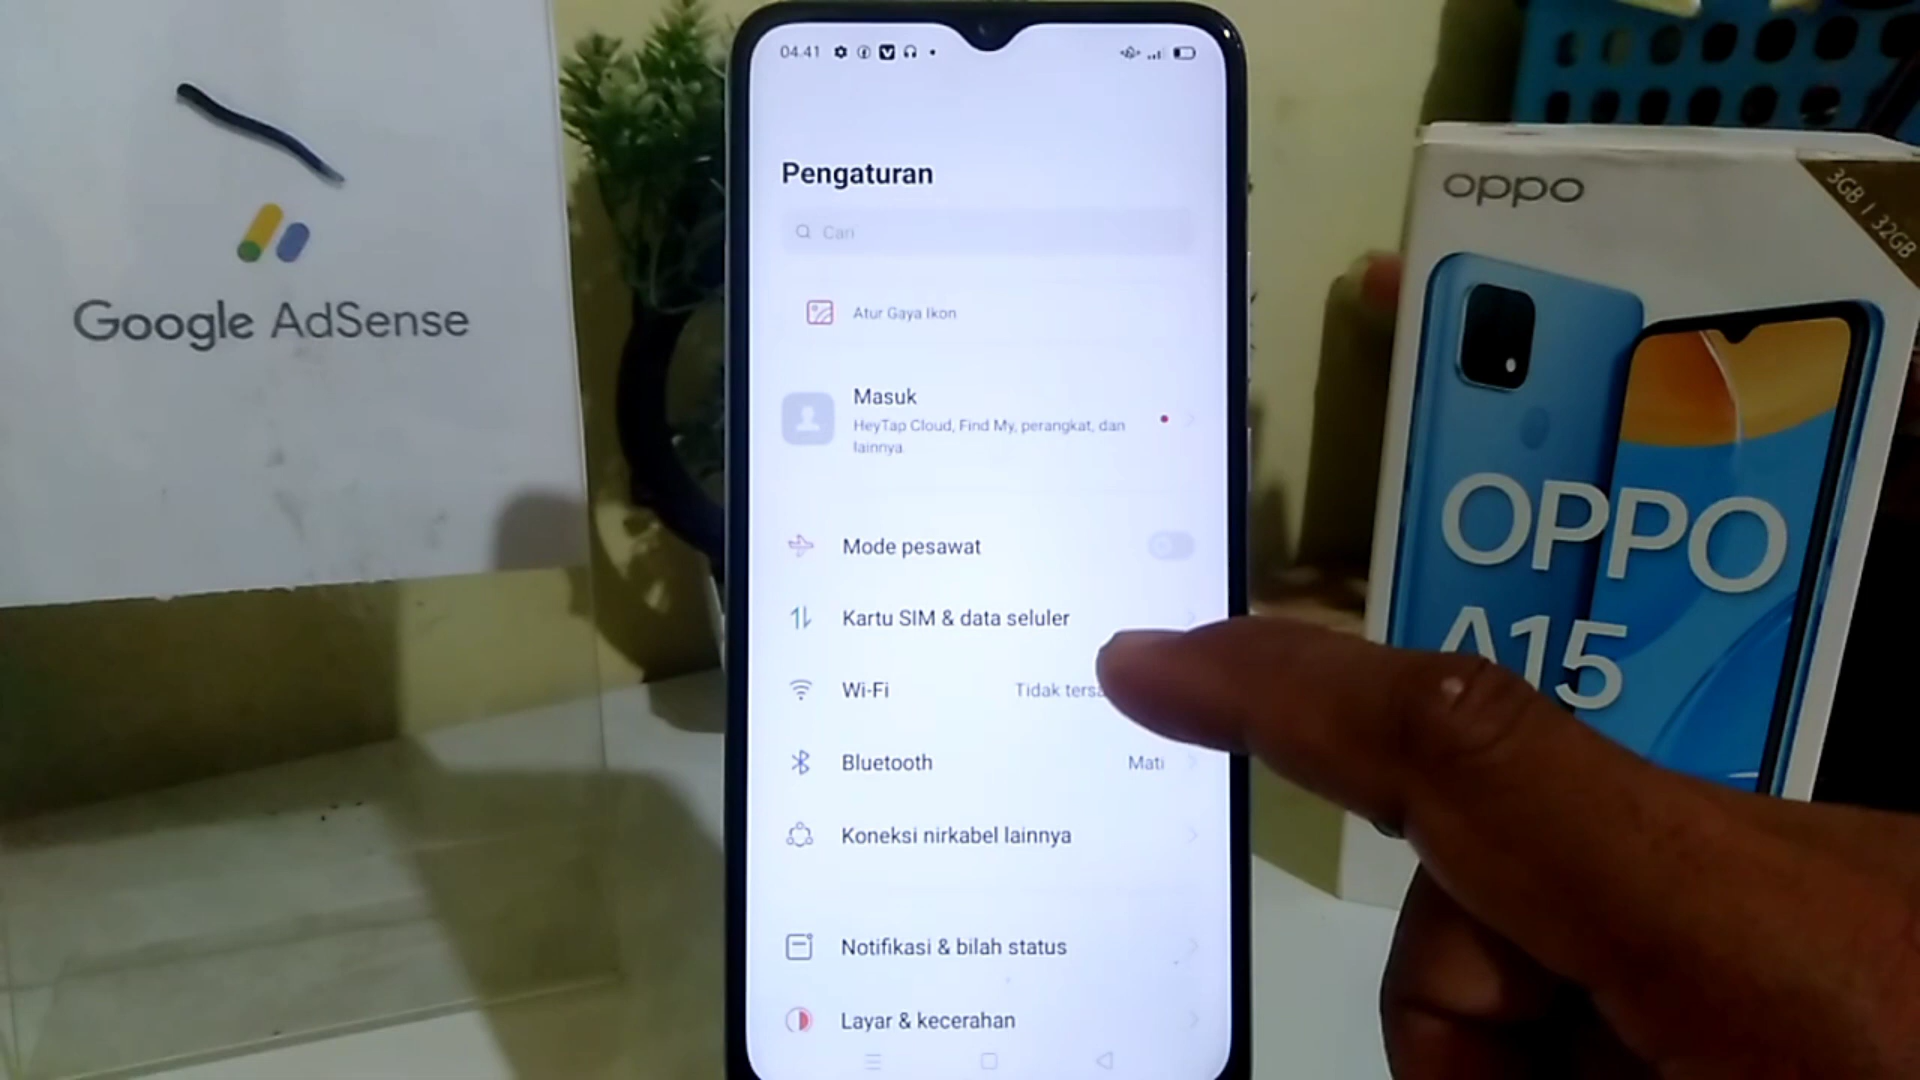 Google AdSense
04.41
Pengaturan
Cari
Atur Gaya Ikon
Masuk
HeyTap Cloud, Find My, perangkat, dan
lainnya.
Mode pesawat
Kartu SIM & data seluler
Wi-Fi
Tidak tersa
Bluetooth
Mati
Koneksi nirkabel lainnya
Notifikasi & bilah status
Layar & kecerahan
oppo
3GB | 32GB
OPPO
A15